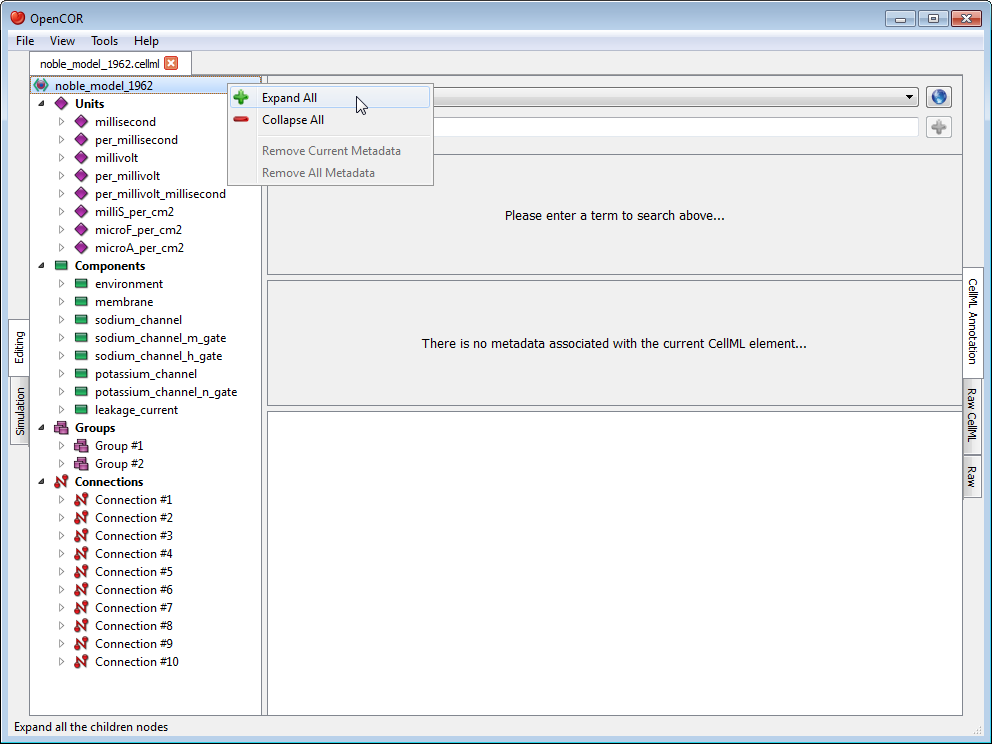 OpenCOR
File View Tools Help
noble_model_1962.cellml
noble_model_1962
Units
millisecond
per_millisecond
millivolt
per_millivolt
per_millivolt_millisecond
milliS_per_cm2
microF_per_cm2
microA_per_cm2
Components
environment
membrane
sodium_channel
sodium_channel_m_gate
sodium_channel_h_gate
potassium_channel
potassium_channel_n_gate
leakage_current
Groups
Group #1
Group #2
Connections
Connection #1
Connection #2
Connection #3
Connection #4
Connection #5
Connection #6
Connection #7
Connection #8
Connection #9
Connection #10
Expand All
Collapse All
Remove Current Metadata
Remove All Metadata
Please enter a term to search above...
There is no metadata associated with the current CellML element...
Editing
Simulation
CellML Annotation
Raw CellML
Raw
Expand all the children nodes